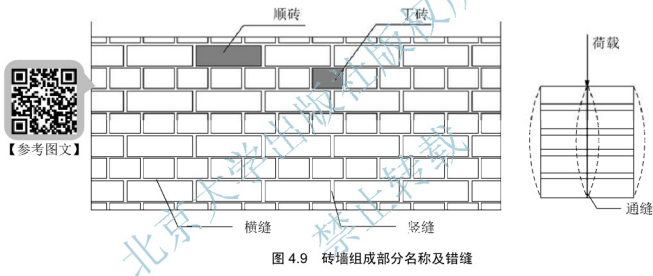 顺砖
丁砖
荷载
【参考图文】
横缝
竖缝
通缝
图 4.9 砖墙组成部分名称及错缝
北京大学出版社版权所
禁止转载